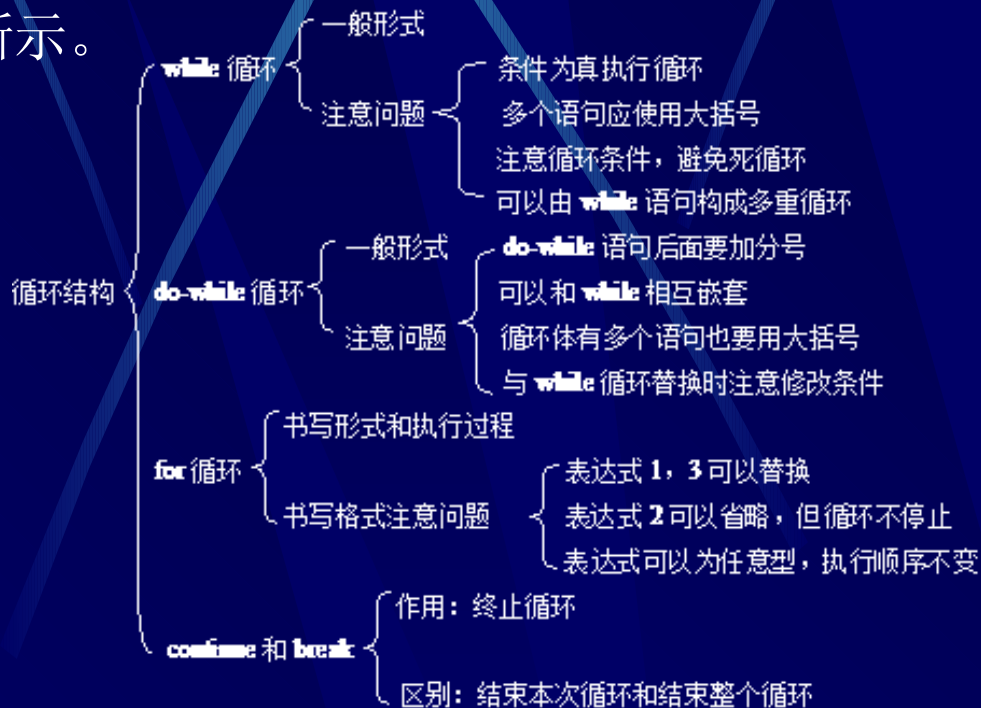 所示。
一般形式
while 循环
条件为真执行循环
注意问题
多个语句应使用大括号
注意循环条件，避免死循环
可以由 while 语句构成多重循环
一般形式
do-while 语句后面要加分号
循环结构
do-while 循环
可以和 while 相互嵌套
注意问题
循环体有多个语句也要用大括号
与 while 循环替换时注意修改条件
书写形式和执行过程
for 循环
表达式 1，3 可以替换
书写格式注意问题
表达式 2 可以省略，但循环不停止
表达式可以为任意型，执行顺序不变
作用：终止循环
continue 和 break
区别：结束本次循环和结束整个循环